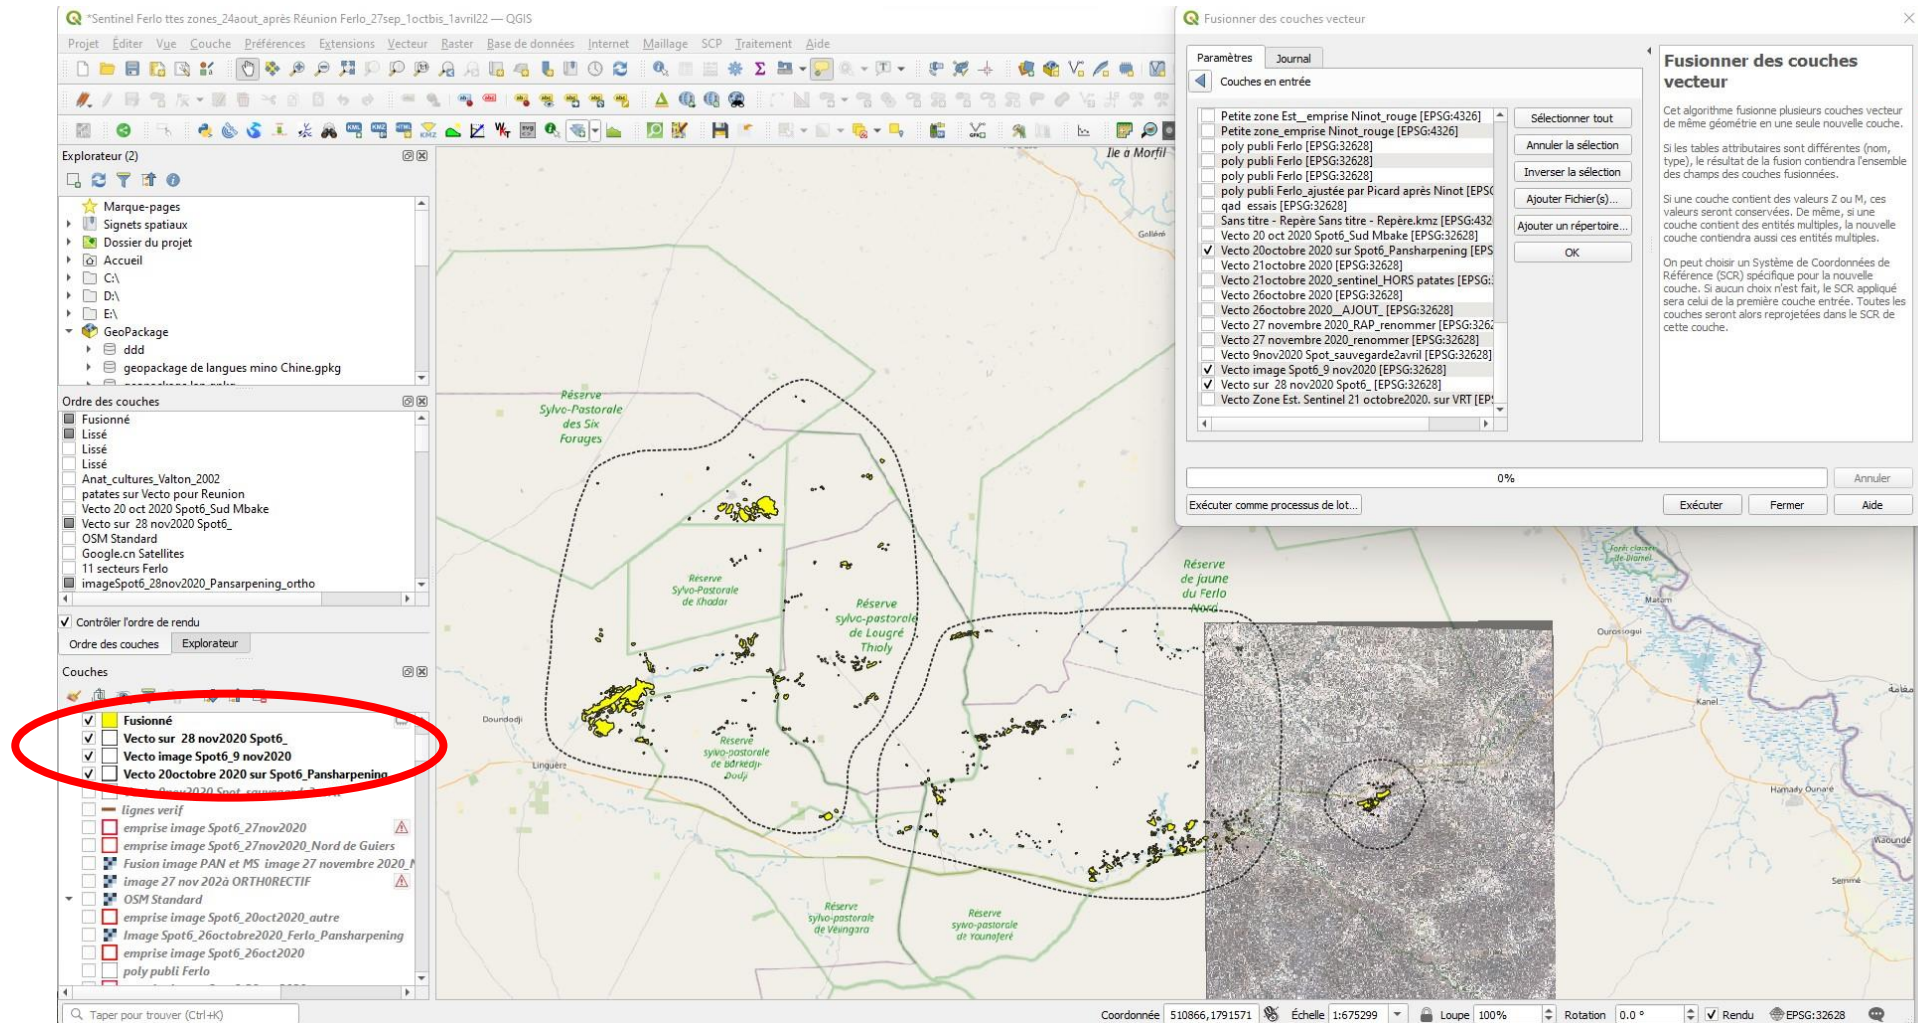 *Sentinel Ferlo ttes zones_24aout_après Réunion Ferlo_27sep_1octbis_1avril22 — QGIS
Projet Éditer Vue Couche Préférences Extensions Vecteur Raster Base de données Internet Maillage SCP Traitement Aide
Explorateur (2)
Marque-pages
Signets spatiaux
Dossier du projet
Accueil
C:\
D:\
E:\
GeoPackage
ddd
geopackage de langues mino Chine.gpkg
Ordre des couches
Fusionné
Lissé
Lissé
Lissé
Anat_cultures_Valton_2002
patates sur Vecto pour Reunion
Vecto 20 oct 2020 Spot6_Sud Mbake
Vecto sur 28 nov2020 Spot6_
OSM Standard
Google.cn Satellites
11 secteurs Ferlo
imageSpot6_28nov2020_Pansarpening_ortho
Contrôler l'ordre de rendu
Ordre des couches Explorateur
Couches
Fusionné
Vecto sur 28 nov2020 Spot6_
Vecto image Spot6_9 nov2020
Vecto 20octobre 2020 sur Spot6_Pansharpening
lignes verif
emprise image Spot6_27nov2020
emprise image Spot6_27nov2020_Nord de Guiers
Fusion image PAN et MS image 27 novembre 2020_
image 27 nov 202à ORTHORECTIF
OSM Standard
emprise image Spot6_20oct2020_autre
Image Spot6_26octobre2020_Ferlo_Pansharpening
emprise image Spot6_26oct2020
poly publi Ferlo
Taper pour trouver (Ctrl+K)
Ile à Morfil
Galléré
Réserve
Sylvo-Pastorale
des Six
Forages
Réserve
Sylvo-Pastorale
de Khadar
Réserve
sylvo-pastorale
de Lougré
Thioly
Réserve
de faune
du Ferlo
Nord
Doundodji
Linguère
Réserve
sylvo-pastorale
de Barkedji-
Dodji
Réserve
sylvo-pastorale
de Vélingara
Réserve
sylvo-pastorale
de Younoféré
Matam
Ourossogui
Kanel
Hamady Ounaré
Waoundé
Semmé
Fusionner des couches vecteur
Paramètres Journal
Couches en entrée
Petite zone Est__emprise Ninot_rouge [EPSG:4326]
Petite zone_emprise Ninot_rouge [EPSG:4326]
poly publi Ferlo [EPSG:32628]
poly publi Ferlo [EPSG:32628]
poly publi Ferlo [EPSG:32628]
poly publi Ferlo_ajustée par Picard après Ninot [EPSG
qad essais [EPSG:32628]
Sans titre - Repère Sans titre - Repère.kmz [EPSG:432
Vecto 20 oct 2020 Spot6_Sud Mbake [EPSG:32628]
Vecto 20octobre 2020 sur Spot6_Pansharpening [EPS
Vecto 21octobre 2020 [EPSG:32628]
Vecto 21octobre 2020_sentinel_HORS patates [EPSG:
Vecto 26octobre 2020 [EPSG:32628]
Vecto 26octobre 2020__AJOUT_ [EPSG:32628]
Vecto 27 novembre 2020_RAP_renommer [EPSG:3262
Vecto 27 novembre 2020_renommer [EPSG:32628]
Vecto 9nov2020 Spot_sauvegarde2avril [EPSG:32628]
Vecto image Spot6_9 nov2020 [EPSG:32628]
Vecto sur 28 nov2020 Spot6_ [EPSG:32628]
Vecto Zone Est. Sentinel 21 octobre2020. sur VRT [EP
Sélectionner tout
Annuler la sélection
Inverser la sélection
Ajouter Fichier(s)...
Ajouter un répertoire...
OK
Fusionner des couches
vecteur
Cet algorithme fusionne plusieurs couches vecteur
de même géométrie en une seule nouvelle couche.
Si les tables attributaires sont différentes (nom,
type), le résultat de la fusion contiendra l'ensemble
des champs des couches fusionnées.
Si une couche contient des valeurs Z ou M, ces
valeurs seront conservées. De même, si une
couche contient des entités multiples, la nouvelle
couche contiendra aussi ces entités multiples.
On peut choisir un Système de Coordonnées de
Référence (SCR) spécifique pour la nouvelle
couche. Si aucun choix n'est fait, le SCR appliqué
sera celui de la première couche entrée. Toutes les
couches seront alors reprojetées dans le SCR de
cette couche.
0%
Annuler
Exécuter comme processus de lot...
Exécuter Fermer Aide
Coordonnée 510866,1791571 Échelle 1:675299 Loupe 100% Rotation 0.0 ° Rendu EPSG:32628